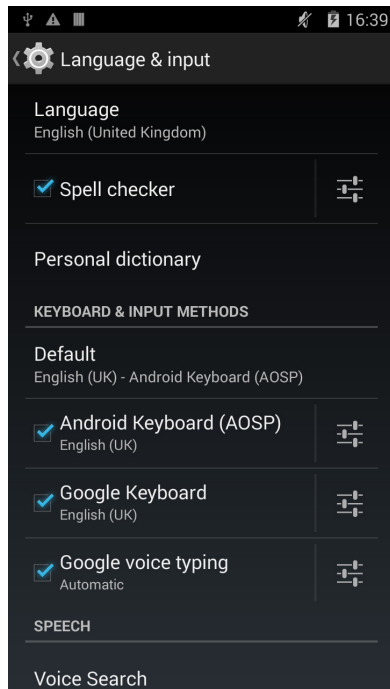 16:39
Language & input
Language
English (United Kingdom)
Spell checker
Personal dictionary
KEYBOARD & INPUT METHODS
Default
English (UK) - Android Keyboard (AOSP)
Android Keyboard (AOSP)
English (UK)
Google Keyboard
English (UK)
Google voice typing
Automatic
SPEECH
Voice Search